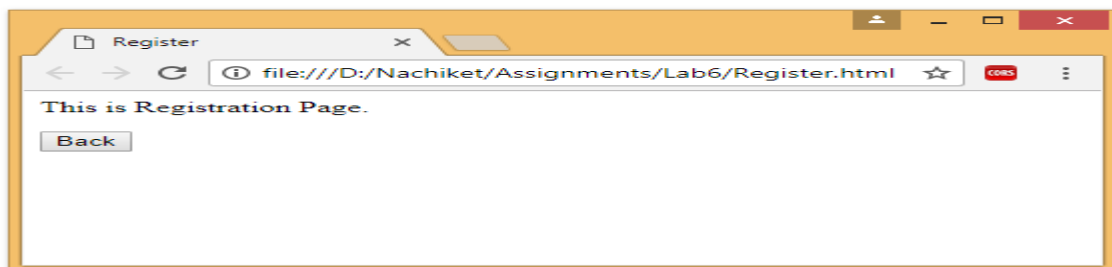 Register
file:///D:/Nachiket/Assignments/Lab6/Register.html
CORS
This is Registration Page.
Back